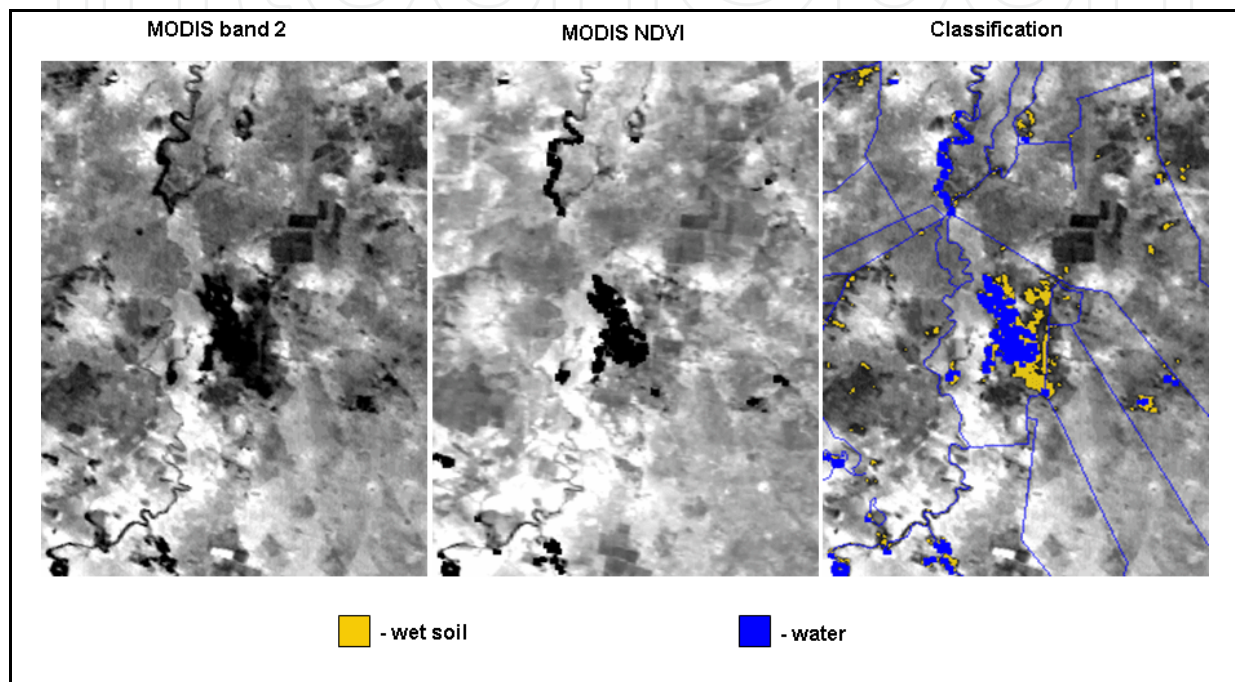 MODIS band 2
MODIS NDVI
Classification
- wet soil
- water